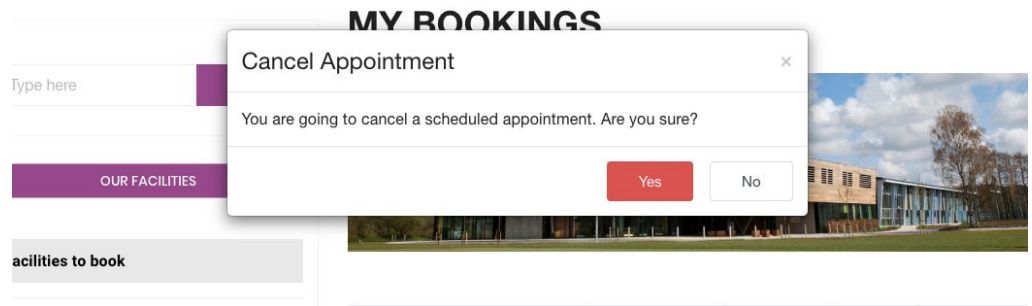 MY BOOKINGS
Cancel Appointment
×
Type here
You are going to cancel a scheduled appointment. Are you sure?
OUR FACILITIES
Yes
No
acilities to book